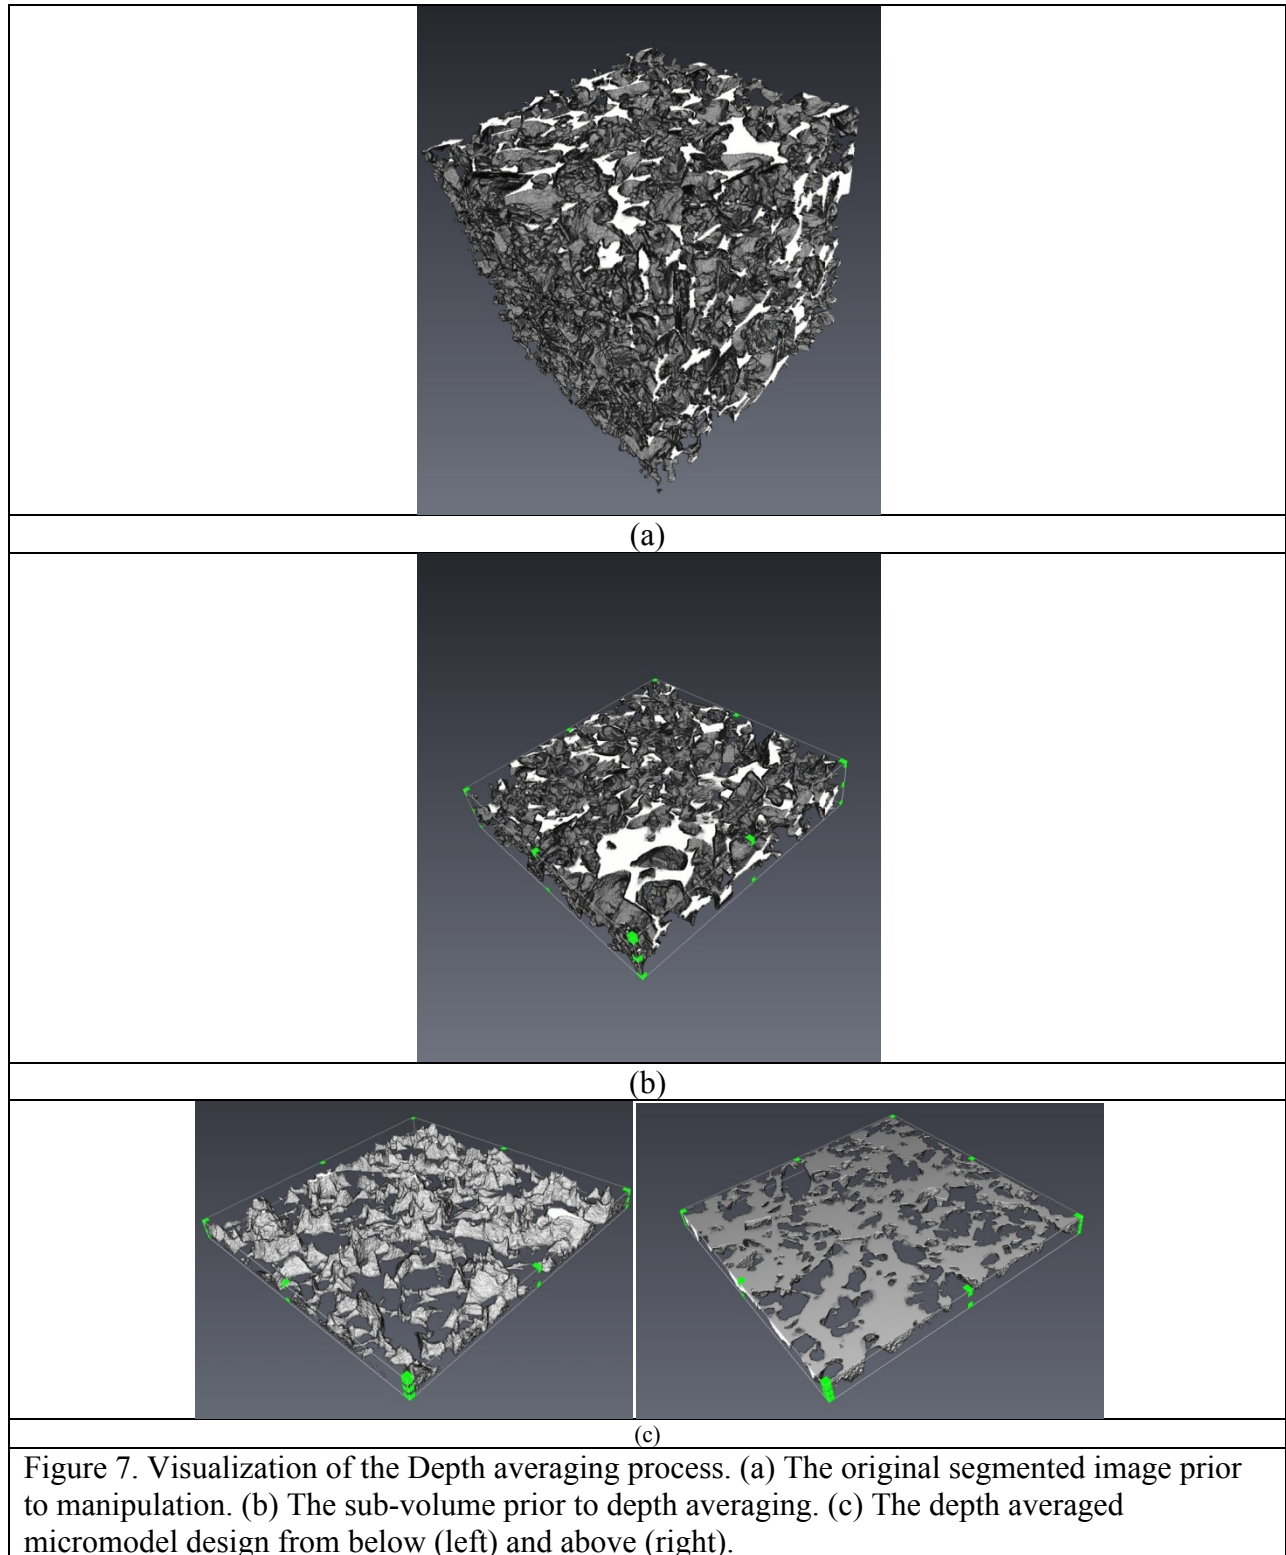 (a)
(b)
(c)
Figure 7. Visualization of the Depth averaging process. (a) The original segmented image prior
to manipulation. (b) The sub-volume prior to depth averaging. (c) The depth averaged
micromodel design from below (left) and above (right).